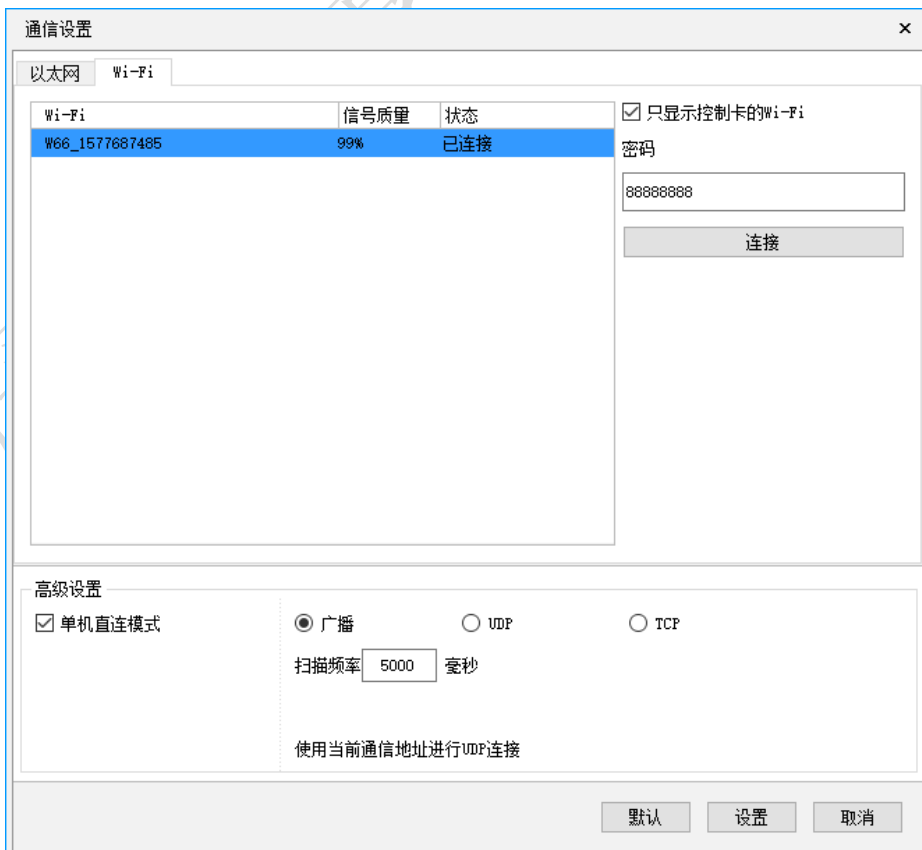 通信设置
以太网 Wi-Fi
Wi-Fi 信号质量 状态
W66_1577687485 99% 已连接
只显示控制卡的Wi-Fi
密码
88888888
连接
高级设置
单机直连模式 广播 UDP TCP
扫描频率 5000 毫秒
使用当前通信地址进行UDP连接
默认 设置 取消